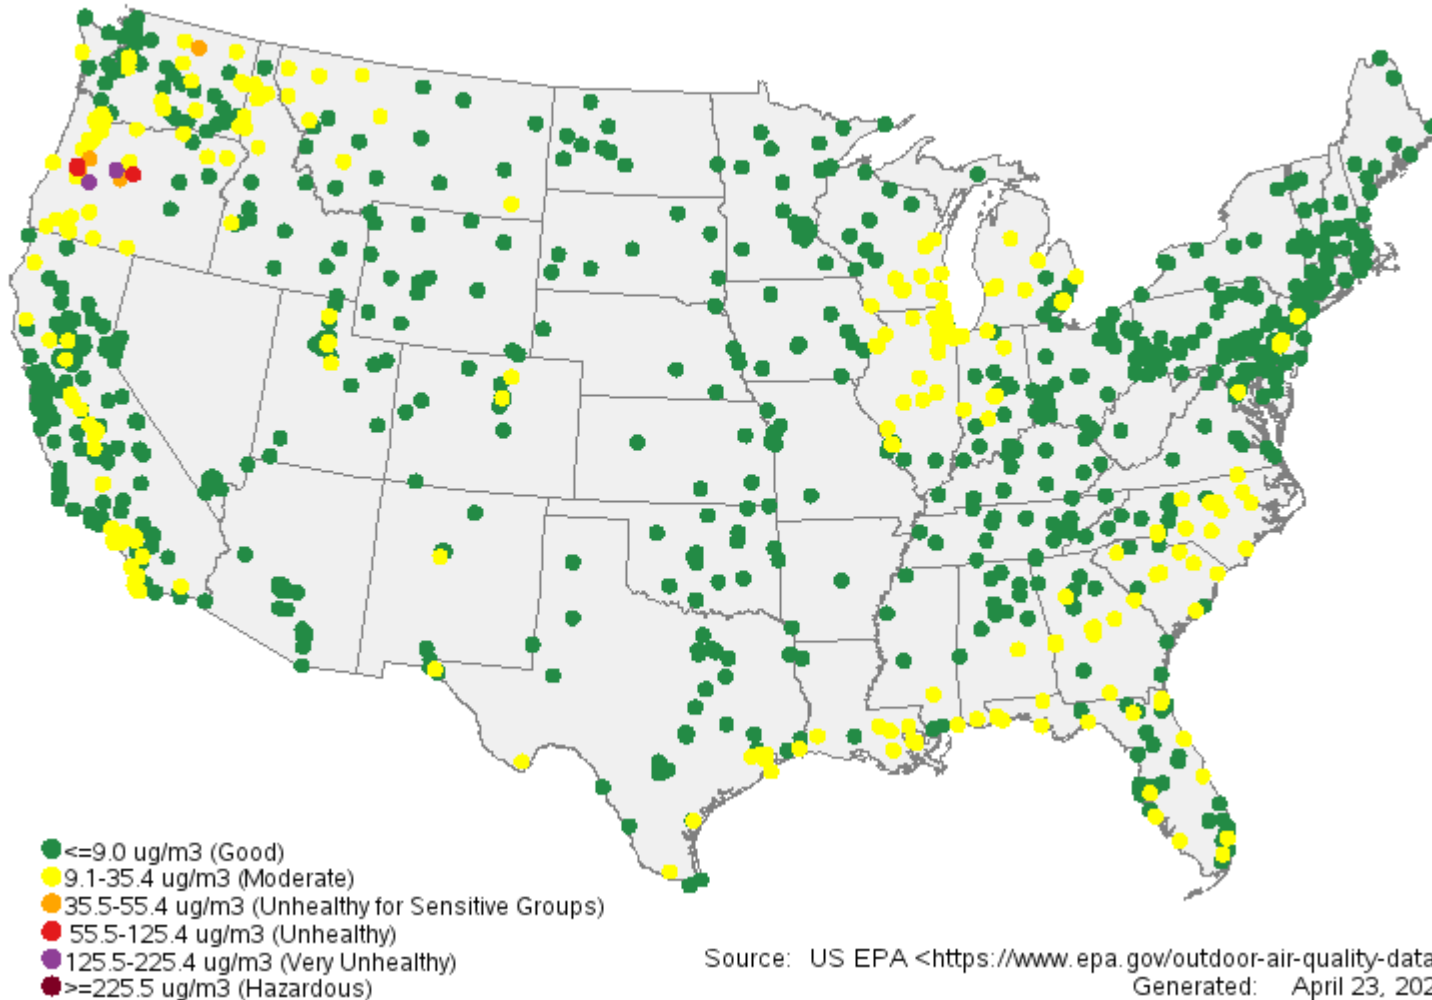 <=9.0 ug/m3 (Good)
9.1-35.4 ug/m3 (Moderate)
35.5-55.4 ug/m3 (Unhealthy for Sensitive Groups)
55.5-125.4 ug/m3 (Unhealthy)
125.5-225.4 ug/m3 (Very Unhealthy)
>=225.5 ug/m3 (Hazardous)
Source: US EPA <https://www.epa.gov/outdoor-air-quality-data
Generated: April 23, 202